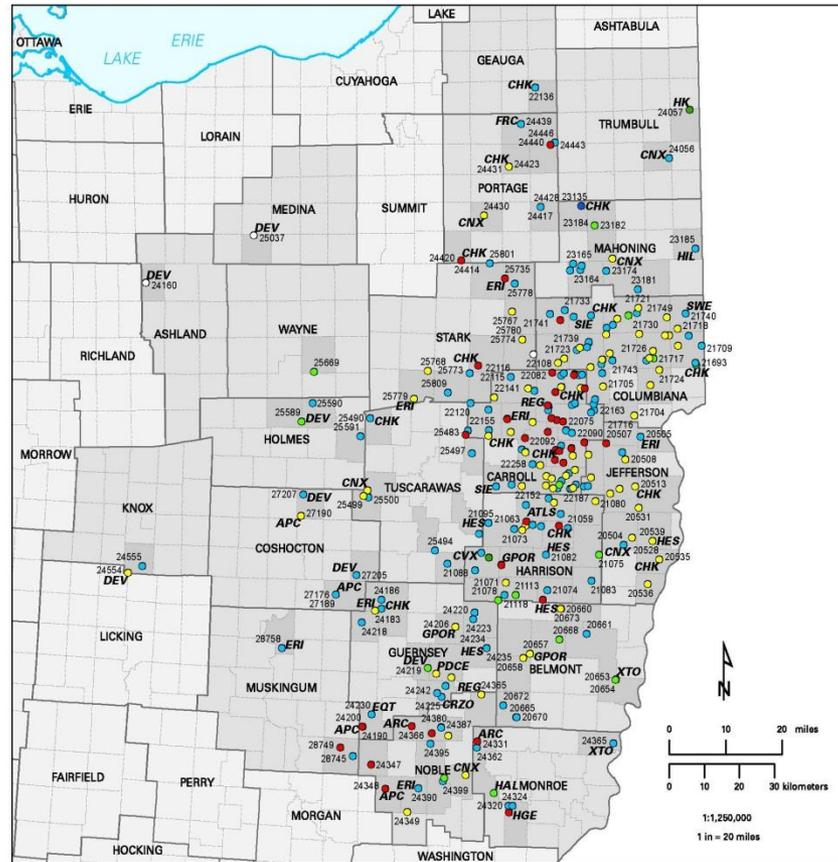 LAKE
ASHTABULA
OTTAWA
ERIE
LAKE
GEAUGA
CUYAHOGA
CHK
22136
HK
24057
ERIE
FRC
24439
TRUMBULL
LORAIN
24446
24440
24443
CNX
24056
CHK
24431
24423
PORTAGE
HURON
MEDINA
SUMMIT
24430
24428
23135
CHK
CNX
24417
23184
23182
DEV
25037
MAHONING
23185
HIL
CHK
25801
24420
24414
23165
CNX
23174
23164
DEV
24160
25735
ERI
25778
23181
ASHLAND
WAYNE
STARK
25767
21741
21733
CHK
21721
21749
SWE
21740
SIE
25780
25774
21730
21718
RICHLAND
21739
21723
21726
21709
CHK
22116
22108
21717
21693
25669
25768
25773
22115
22082
21743
CHK
21724
25809
22141
21705
COLUMBIANA
25779
ERI
CHK
25590
REG
25589
DEV
25490
CHK
22120
22163
21704
HOLMES
25591
22155
ERI
22075
21716
25483
22090
20507
20505
MORROW
CHK
22092
ERI
25497
CHK
20508
22258
CARROLL
JEFFERSON
TUSCARAWAS
KNOX
CNX
20513
27207
DEV
25499
25500
SIE
22152
22187
CHK
APC
27190
21095
21063
ATLS
21059
21080
20531
HES
21073
CHK
COSHOCTON
20504
20539
HES
25494
HES
CNX
20528
CVX
GPOR
21082
21075
20535
24555
24554
DEV
21088
HARRISON
CHK
DEV
27205
APC
21071
21113
21074
21083
20536
27176
27189
24186
21078
21118
ERI
CHK
HES
20660
LICKING
24183
24220
20673
24206
24223
20668
20661
24218
GPOR
24234
28758
ERI
GUERNSEY
HES
24235
20657
GPOR
20658
BELMONT
DEV
PDCE
24219
XTO
MUSKINGUM
24365
20653
20654
24242
REG
24225
CRZO
20672
EQT
24230
20665
24200
24380
24387
20670
APC
24190
ARC
ARC
24366
24331
24365
28749
24395
24362
XTO
28745
24347
NOBLE
CNX
FAIRFIELD
PERRY
ERI
24399
HAL
MONROE
24348
24324
APC
24390
24320
MORGAN
24349
HGE
HOCKING
WASHINGTON
N
0
10
20 miles
0
10
20
30 kilometers
1:1,250,000
1 in = 20 miles